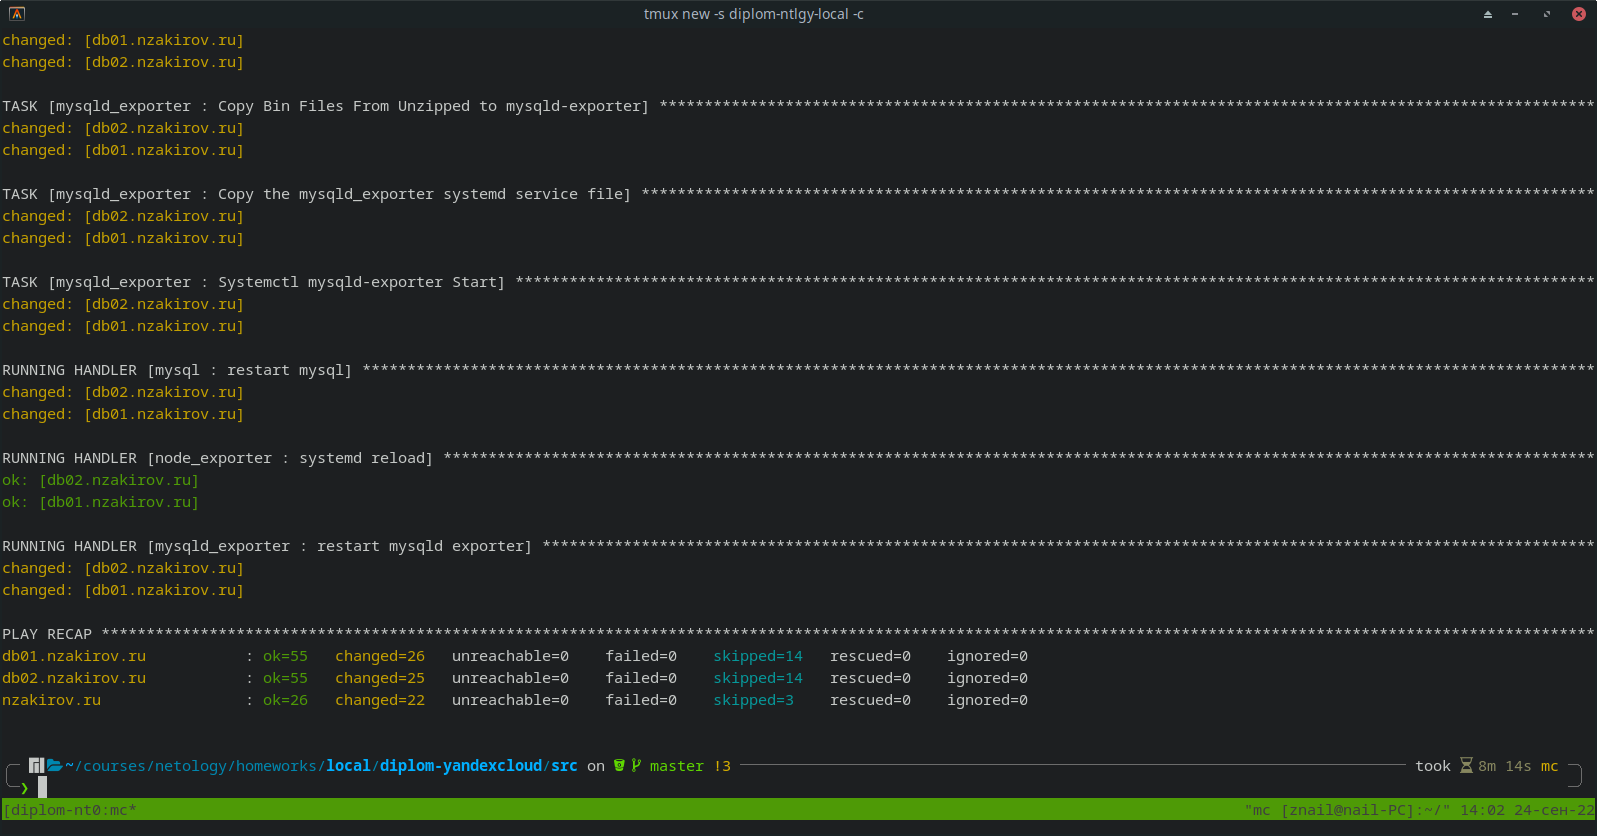 tmux new -s diplom-ntlgy-local -c
changed: [db01.nzakirov.ru]
changed: [db02.nzakirov.ru]
TASK [mysqld_exporter : Copy Bin Files From Unzipped to mysqld-exporter] ********************************************************************************************************
changed: [db02.nzakirov.ru]
changed: [db01.nzakirov.ru]
TASK [mysqld_exporter : Copy the mysqld_exporter systemd service file] **********************************************************************************************************
changed: [db02.nzakirov.ru]
changed: [db01.nzakirov.ru]
TASK [mysqld_exporter : Systemctl mysqld-exporter Start] ************************************************************************************************************************
changed: [db02.nzakirov.ru]
changed: [db01.nzakirov.ru]
RUNNING HANDLER [mysql : restart mysql] *****************************************************************************************************************************************
changed: [db02.nzakirov.ru]
changed: [db01.nzakirov.ru]
RUNNING HANDLER [node_exporter : systemd reload] ********************************************************************************************************************************
ok: [db02.nzakirov.ru]
ok: [db01.nzakirov.ru]
RUNNING HANDLER [mysqld_exporter : restart mysqld exporter] *********************************************************************************************************************
changed: [db02.nzakirov.ru]
changed: [db01.nzakirov.ru]
PLAY RECAP **********************************************************************************************************************************************************************
db01.nzakirov.ru : ok=55 changed=26 unreachable=0 failed=0 skipped=14 rescued=0 ignored=0
db02.nzakirov.ru : ok=55 changed=25 unreachable=0 failed=0 skipped=14 rescued=0 ignored=0
nzakirov.ru : ok=26 changed=22 unreachable=0 failed=0 skipped=3 rescued=0 ignored=0
~/courses/netology/homeworks/local/diplom-yandexcloud/src on master !3 took 8m 14s mc
❯
[diplom-nt0:mc* "mc [znail@nail-PC]:~/" 14:02 24-сен-22